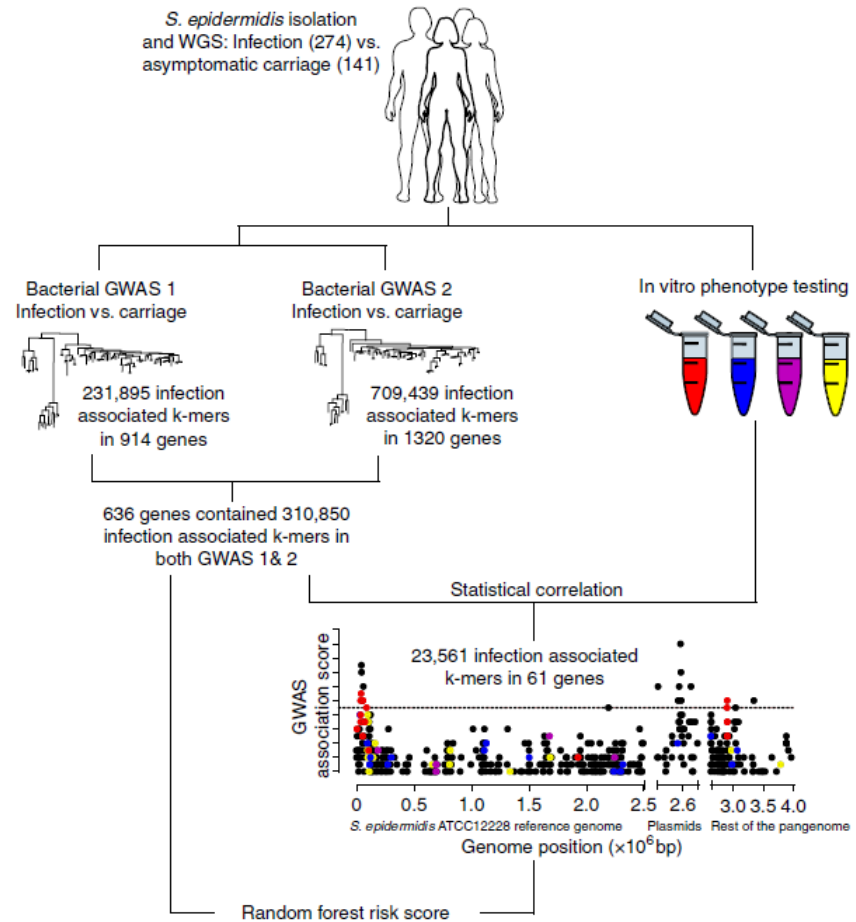 S. epidermidis isolation
and WGS: Infection (274) vs.
asymptomatic carriage (141)
Bacterial GWAS 1
Infection vs. carriage
231,895 infection
associated k-mers
in 914 genes
Bacterial GWAS 2
Infection vs. carriage
709,439 infection
associated k-mers
in 1320 genes
In vitro phenotype testing
636 genes contained 310,850
infection associated k-mers in
both GWAS 1& 2
Statistical correlation
23,561 infection associated
k-mers in 61 genes
GWAS
association score
0 0.5 1.0 1.5 2.0 2.5 2.6 3.0 3.5 4.0
S. epidermidis ATCC12228 reference genome Plasmids Rest of the pangenome
Genome position (×10⁶bp)
Random forest risk score